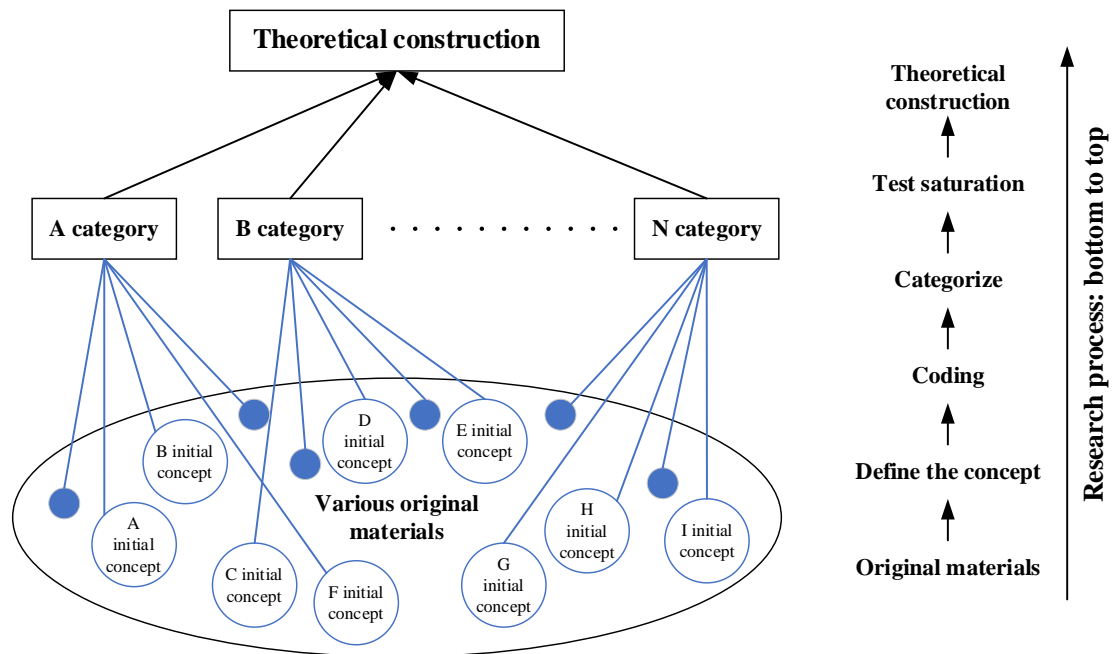 Theoretical construction
A category
B category
. . . . . . . . . . .
N category
B initial
concept
D
initial
concept
E initial
concept
Various original
materials
A
initial
concept
C initial
concept
F initial
concept
G
initial
concept
H
initial
concept
I initial
concept
Theoretical
construction
Test saturation
Categorize
Coding
Define the concept
Original materials
Research process: bottom to top